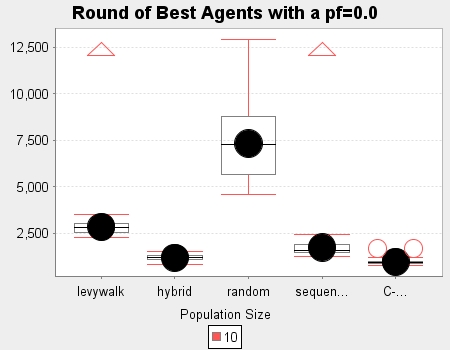 Round of Best Agents with a pf=0.0
12,500
10,000
7,500
5,000
2,500
levywalk hybrid random sequen... C-...
Population Size
10